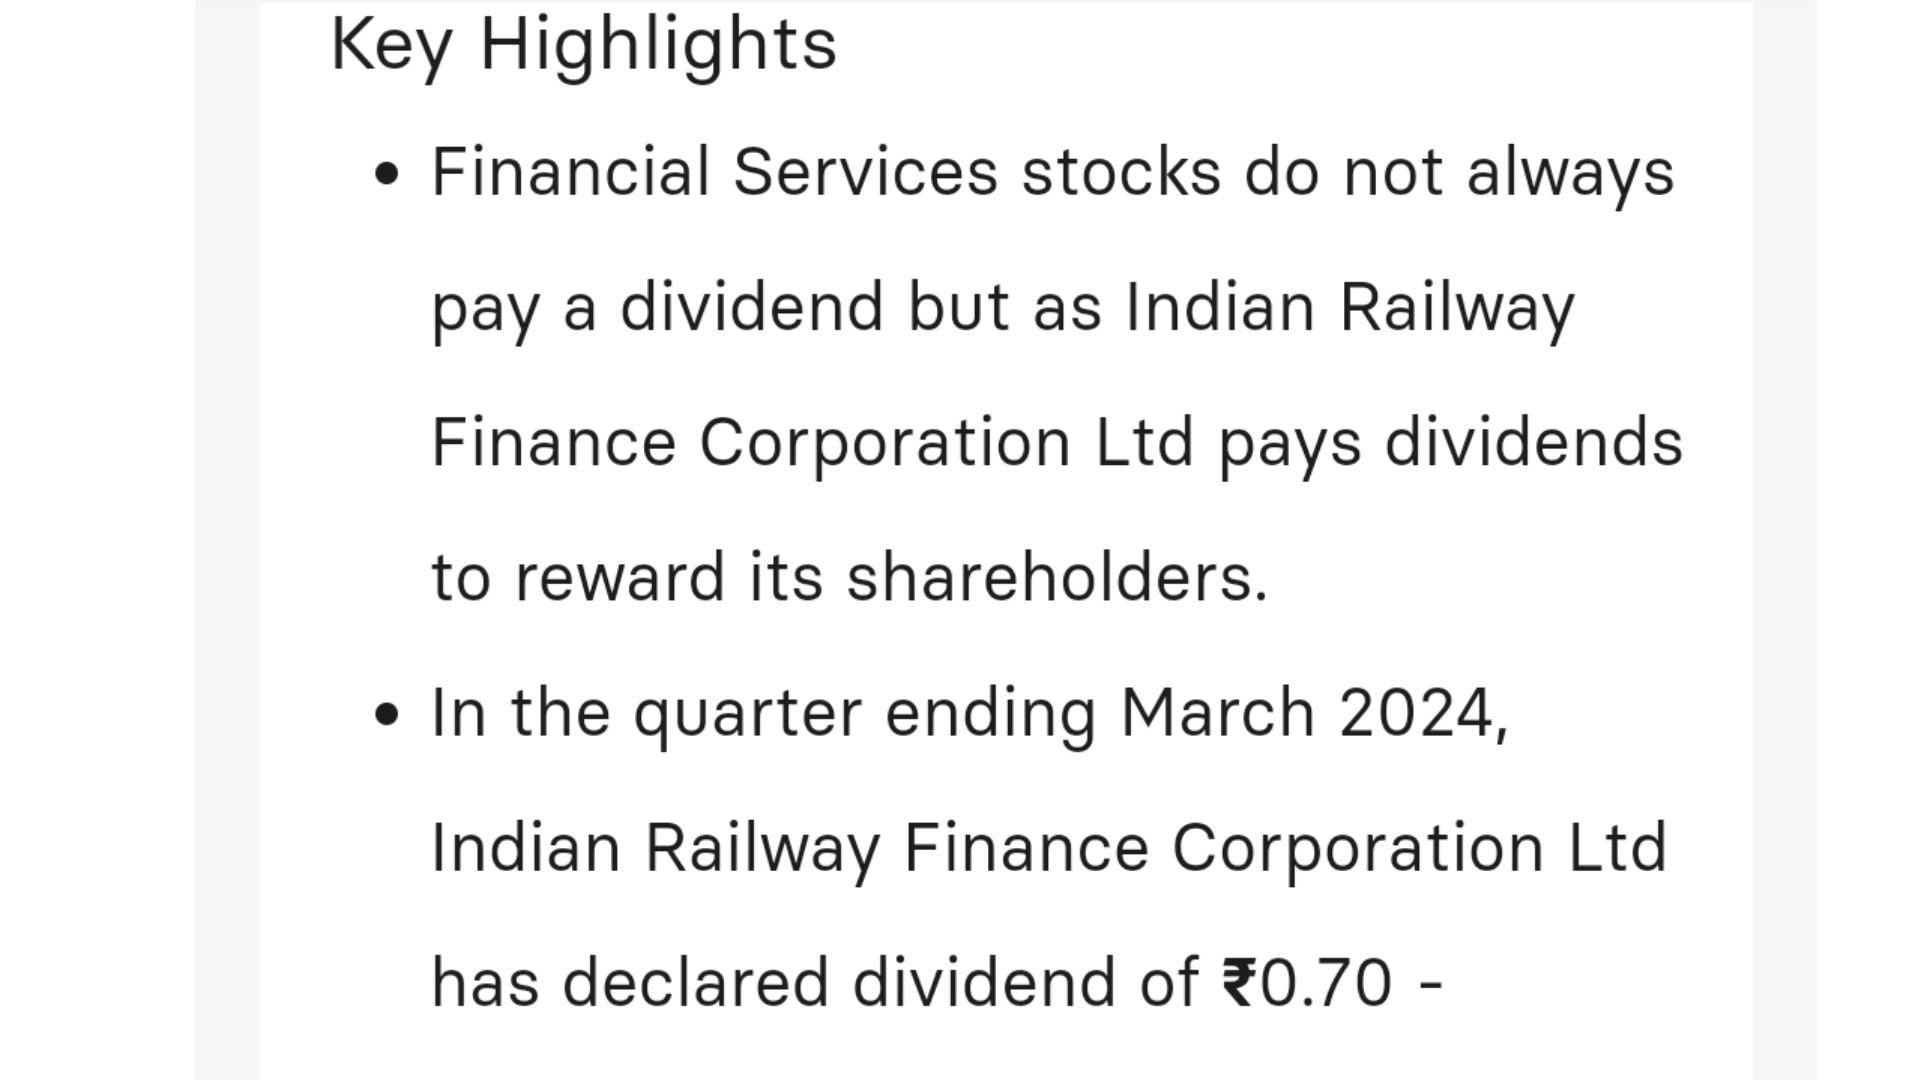 Key Highlights
• Financial Services stocks do not always
pay a dividend but as Indian Railway
Finance Corporation Ltd pays dividends
to reward its shareholders.
• In the quarter ending March 2024,
Indian Railway Finance Corporation Ltd
has declared dividend of ₹0.70 -